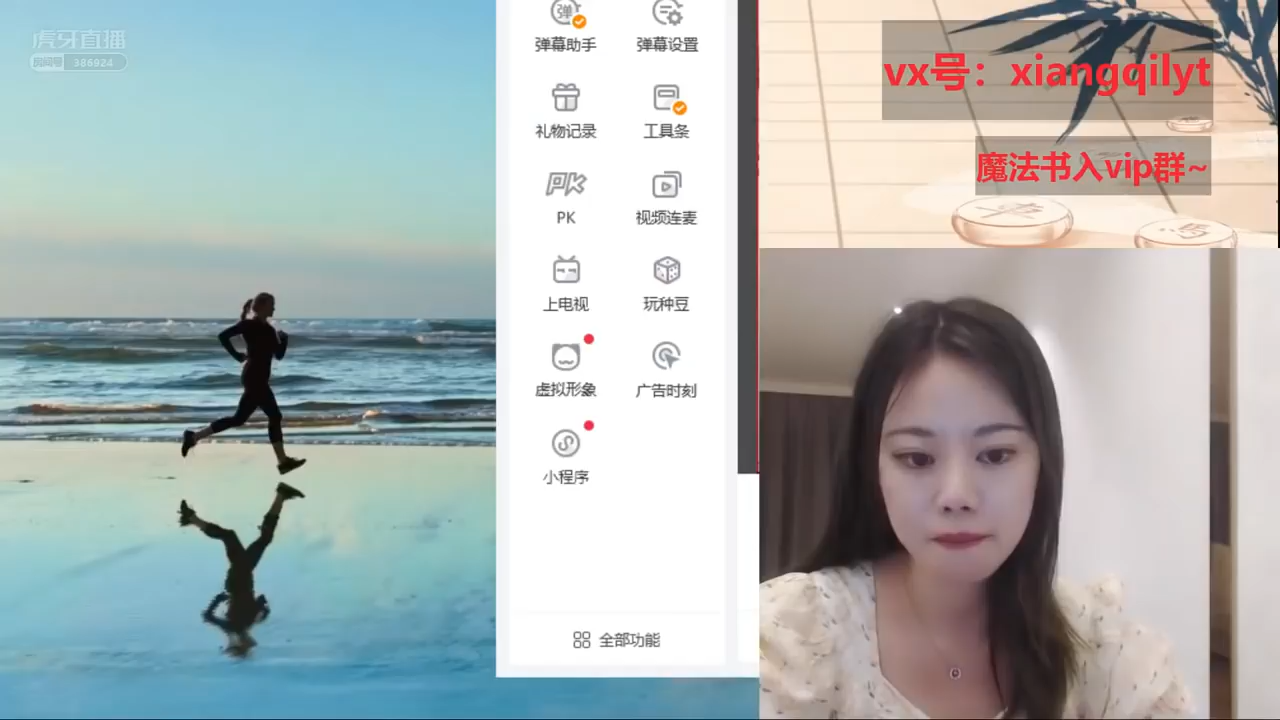 虎牙直播
房间号 386924
弹幕助手
弹幕设置
礼物记录
工具条
PK
PK
视频连麦
上电视
玩种豆
虚拟形象
广告时刻
小程序
全部功能
vx号：xiangqilyt
魔法书入vip群~